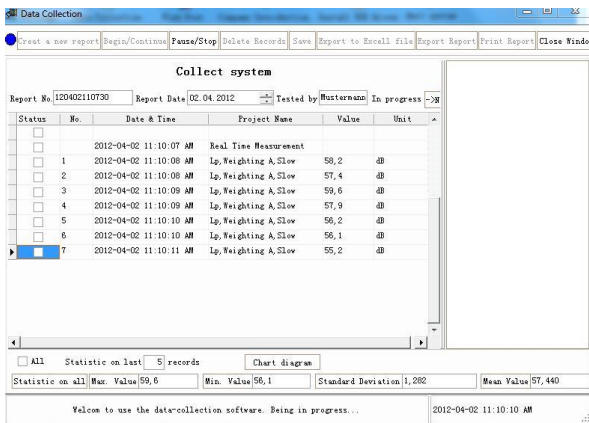 Data Collection
Creat a new report Begin/Continue Pause/Stop Delete Records Save Export to Excell file Export Report Print Report Close Windo
Collect system
Report No. 120402110730 Report Date 02.04.2012 Tested by Mustermann In progress ->N
Status No. Date & Time Project Name Value Unit
2012-04-02 11:10:07 AM Real Time Measurement
1 2012-04-02 11:10:08 AM Lp,Weighting A,Slow 58,2 dB
2 2012-04-02 11:10:08 AM Lp,Weighting A,Slow 57,4 dB
3 2012-04-02 11:10:09 AM Lp,Weighting A,Slow 59,6 dB
4 2012-04-02 11:10:09 AM Lp,Weighting A,Slow 57,9 dB
5 2012-04-02 11:10:10 AM Lp,Weighting A,Slow 56,2 dB
6 2012-04-02 11:10:10 AM Lp,Weighting A,Slow 56,1 dB
7 2012-04-02 11:10:11 AM Lp,Weighting A,Slow 55,2 dB
All Statistic on last 5 records Chart diagram
Statistic on all Max. Value 59,6 Min. Value 56,1 Standard Deviation 1,282 Mean Value 57,440
Welcom to use the data-collection software. Being in progress... 2012-04-02 11:10:10 AM